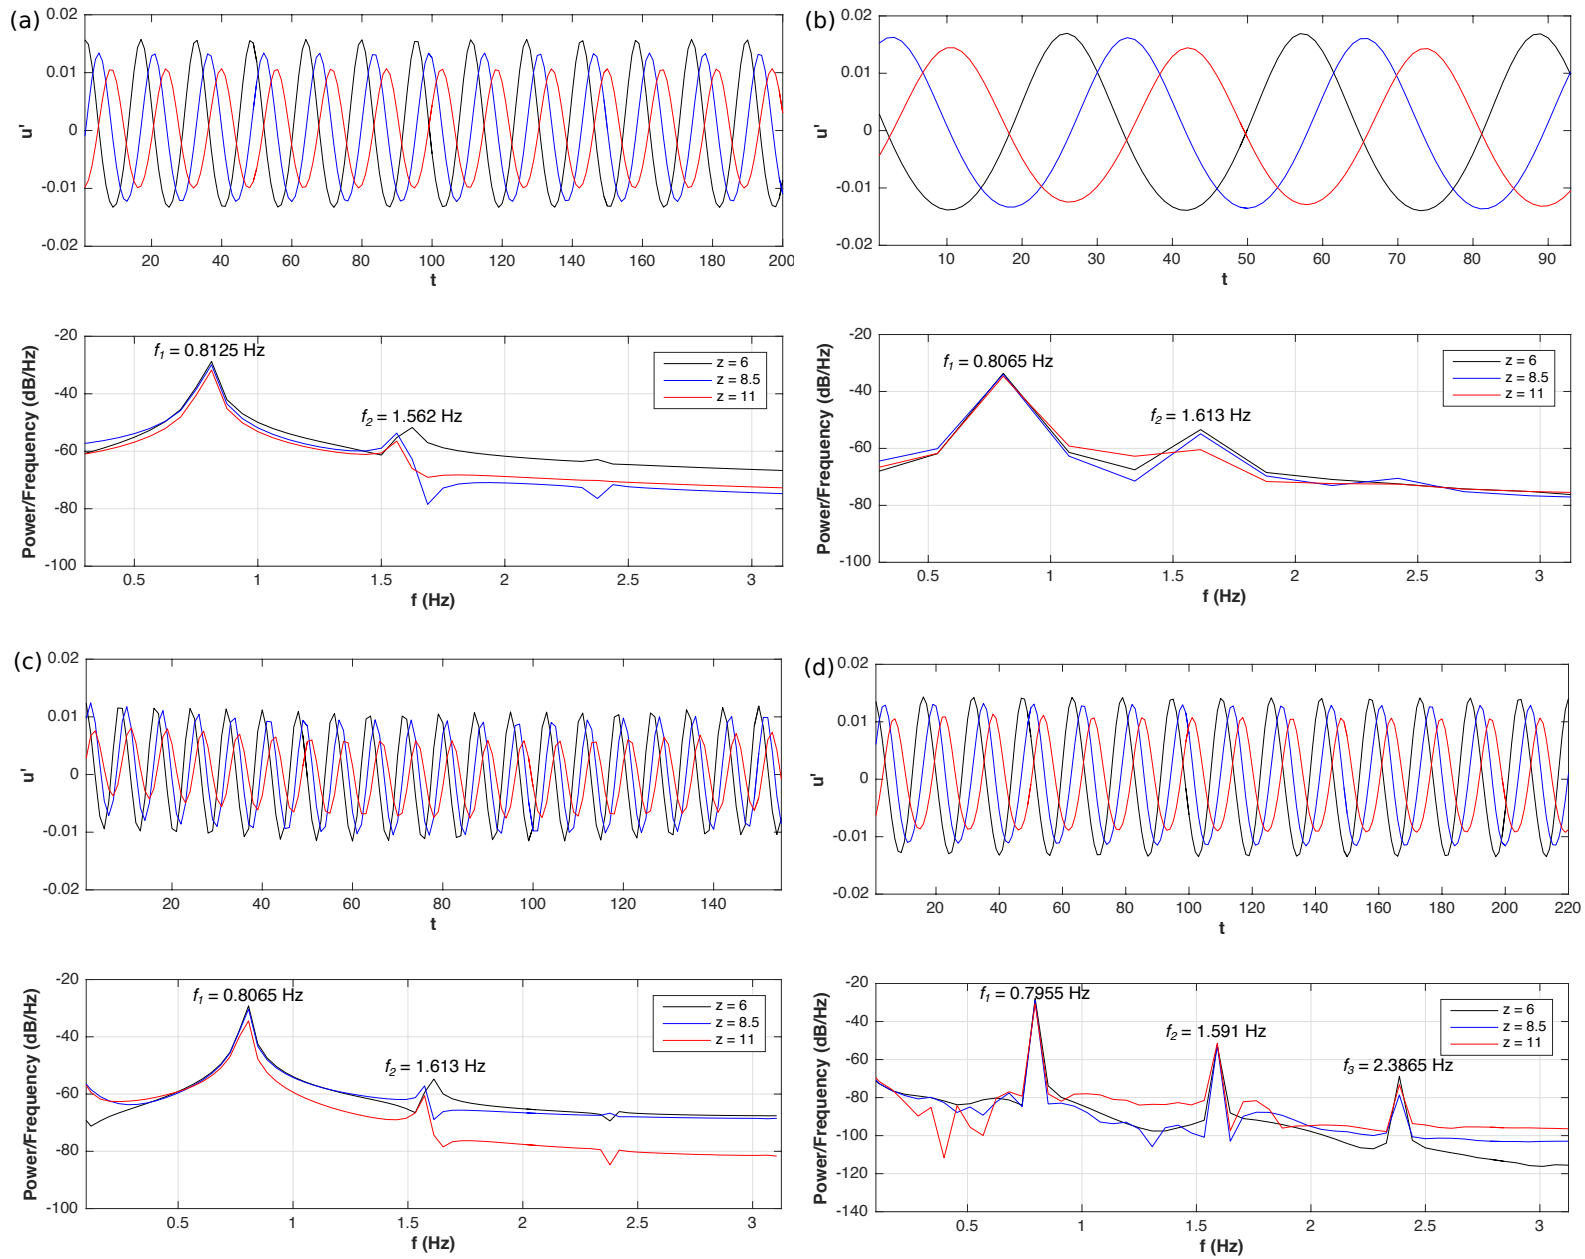 (a)
0.02
0.01
0
-0.01
-0.02
u'
20 40 60 80 100 120 140 160 180 200
t
-20
-40
-60
-80
-100
Power/Frequency (dB/Hz)
f1 = 0.8125 Hz
f2 = 1.562 Hz
z = 6
z = 8.5
z = 11
0.5 1 1.5 2 2.5 3
f (Hz)
(b)
0.02
0.01
0
-0.01
-0.02
u'
10 20 30 40 50 60 70 80 90
t
-20
-40
-60
-80
-100
Power/Frequency (dB/Hz)
f1 = 0.8065 Hz
f2 = 1.613 Hz
z = 6
z = 8.5
z = 11
0.5 1 1.5 2 2.5 3
f (Hz)
(c)
0.02
0.01
0
-0.01
-0.02
u'
20 40 60 80 100 120 140
t
-20
-40
-60
-80
-100
Power/Frequency (dB/Hz)
f1 = 0.8065 Hz
f2 = 1.613 Hz
z = 6
z = 8.5
z = 11
0.5 1 1.5 2 2.5 3
f (Hz)
(d)
0.02
0.01
0
-0.01
-0.02
u'
20 40 60 80 100 120 140 160 180 200 220
t
-20
-40
-60
-80
-100
-120
-140
Power/Frequency (dB/Hz)
f1 = 0.7955 Hz
f2 = 1.591 Hz
f3 = 2.3865 Hz
z = 6
z = 8.5
z = 11
0.5 1 1.5 2 2.5 3
f (Hz)